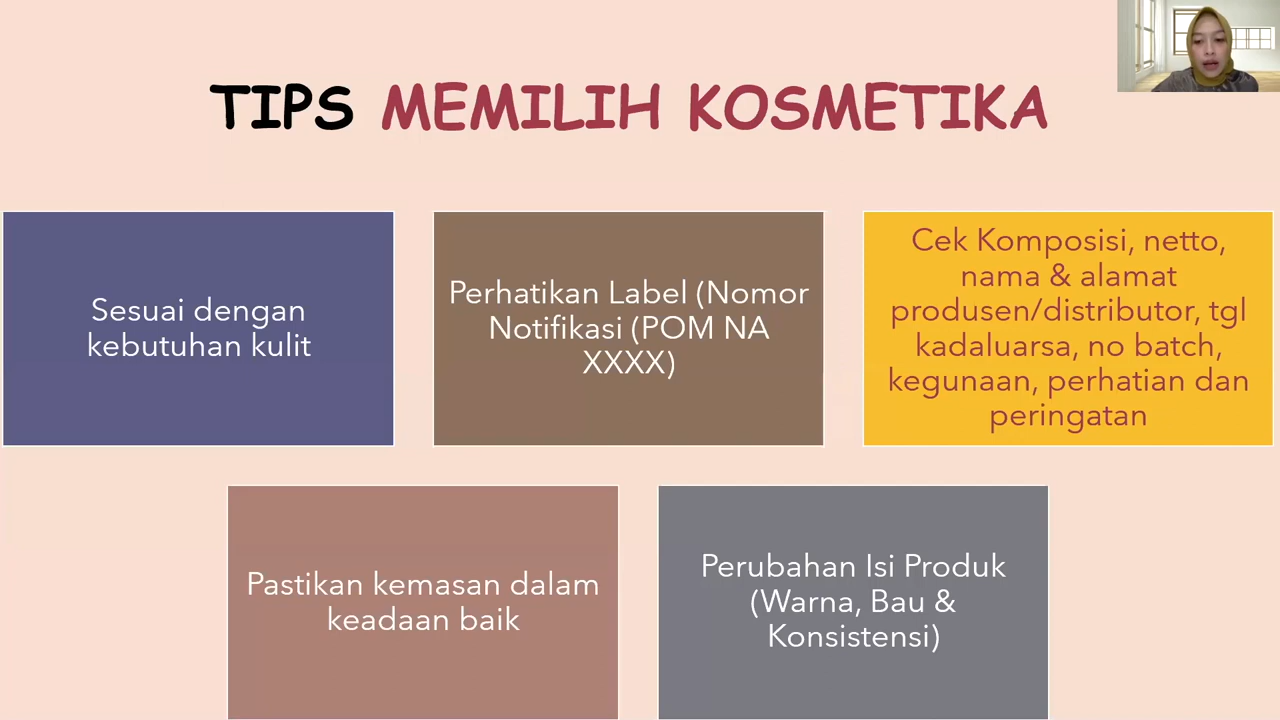 TIPS MEMILIH KOSMETIKA
Sesuai dengan
kebutuhan kulit
Perhatikan Label (Nomor
Notifikasi (POM NA
XXXX)
Cek Komposisi, netto,
nama & alamat
produsen/distributor, tgl
kadaluarsa, no batch,
kegunaan, perhatian dan
peringatan
Pastikan kemasan dalam
keadaan baik
Perubahan Isi Produk
(Warna, Bau &
Konsistensi)